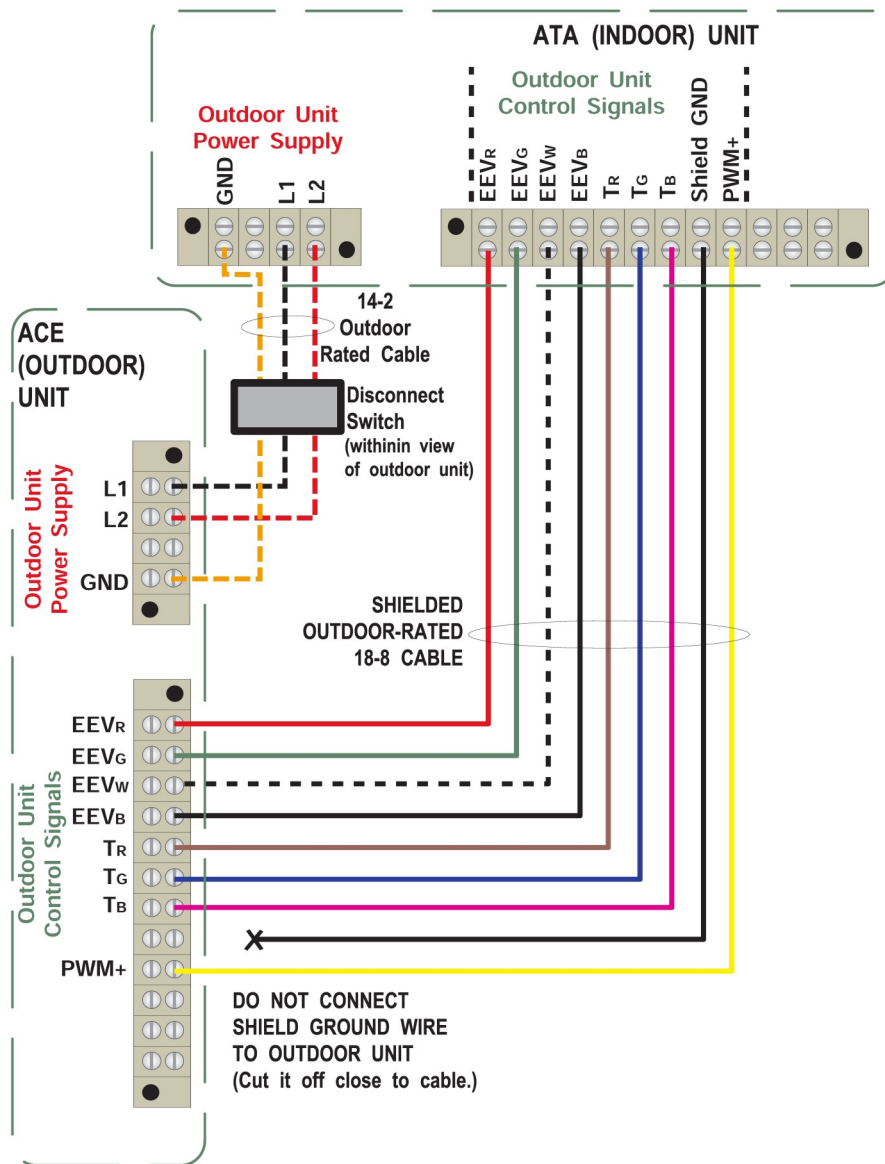 ATA (INDOOR) UNIT
Outdoor Unit
Control Signals
Outdoor Unit
Power Supply
GND
L1
L2
EEVR
EEVG
EEVW
EEVB
TR
TG
TB
Shield GND
PWM+
14-2
Outdoor
Rated Cable
ACE
(OUTDOOR)
UNIT
Disconnect
Switch
(withinin view
of outdoor unit)
Outdoor Unit
Power Supply
L1
L2
GND
SHIELDED
OUTDOOR-RATED
18-8 CABLE
Outdoor Unit
Control Signals
EEVR
EEVG
EEVW
EEVB
TR
TG
TB
X
PWM+
DO NOT CONNECT
SHIELD GROUND WIRE
TO OUTDOOR UNIT
(Cut it off close to cable.)